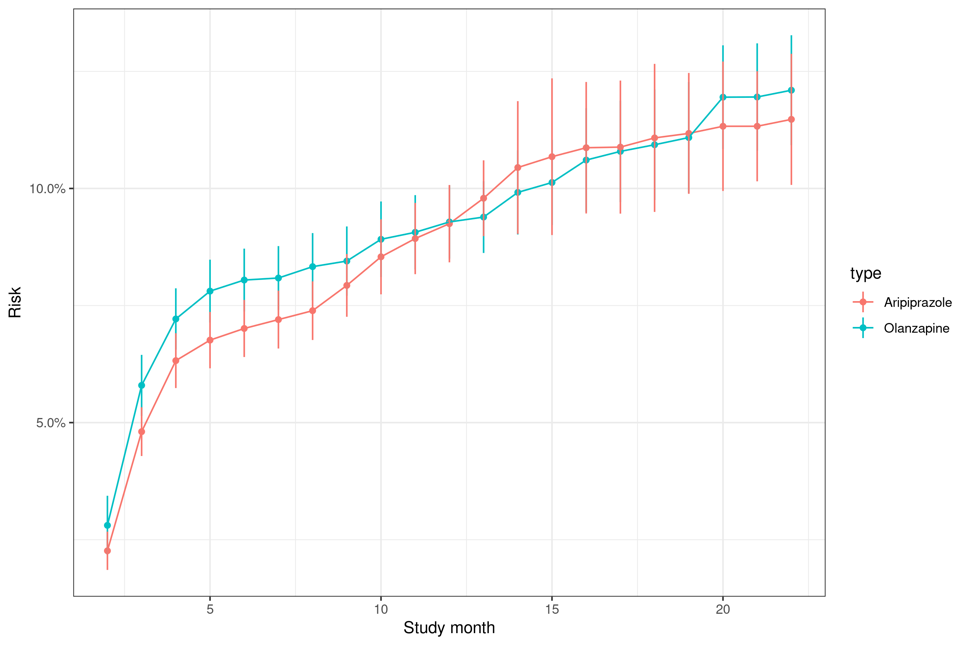 10.0%
5.0%
Risk
5
10
15
20
Study month
type
Aripiprazole
Olanzapine